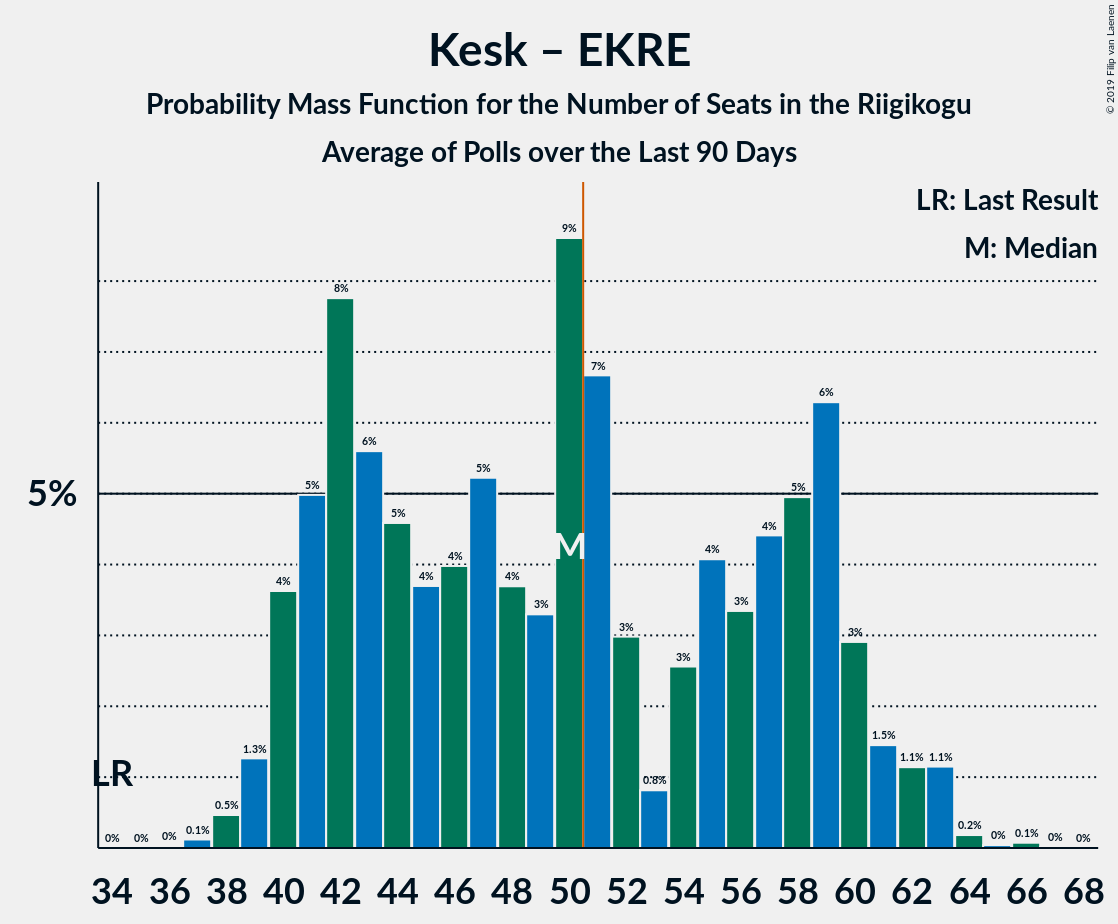 Kesk – EKRE
Probability Mass Function for the Number of Seats in the Riigikogu
Average of Polls over the Last 90 Days
© 2019 Filip van Laenen
LR: Last Result
M: Median
5%
LR
M
0% 0% 0% 0.1% 0.5% 1.3% 4% 5% 8% 6% 5% 4% 4% 5% 4% 3% 9% 7% 3% 0.8% 3% 4% 3% 4% 5% 6% 3% 1.5% 1.1% 1.1% 0.2% 0% 0.1% 0% 0%
34 36 38 40 42 44 46 48 50 52 54 56 58 60 62 64 66 68